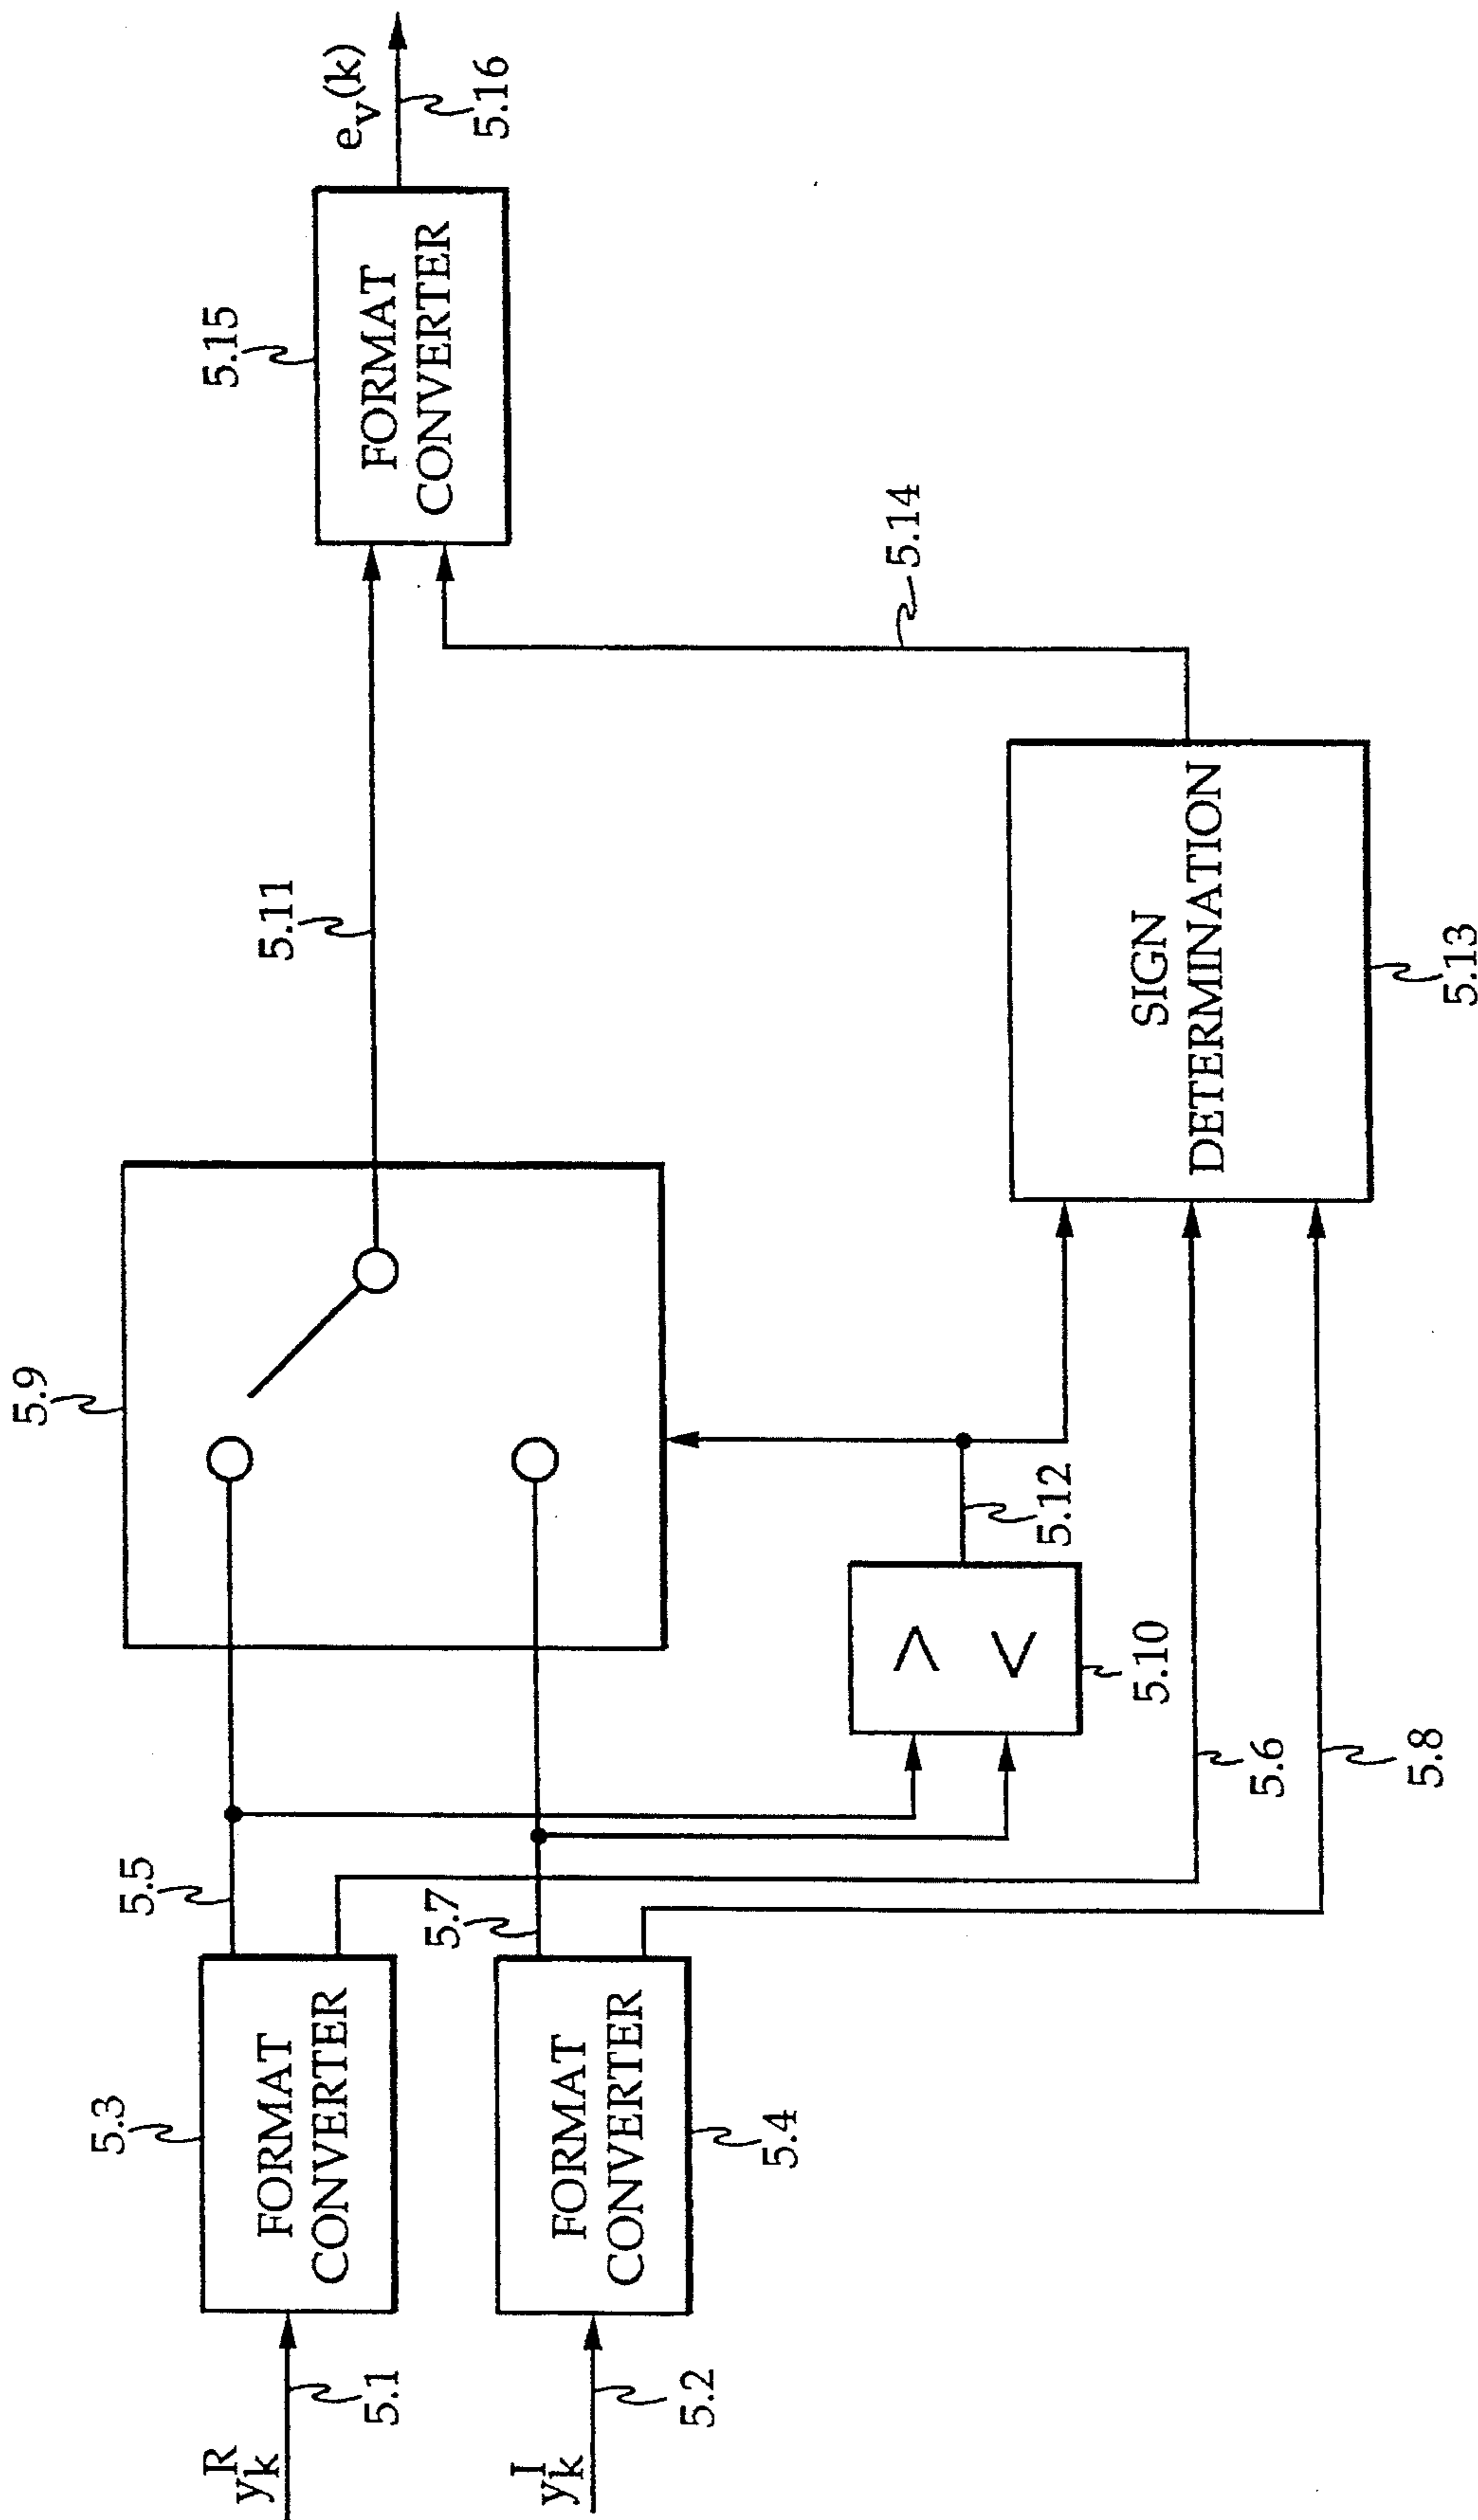 y_k^R
5.1
5.3
FORMAT
CONVERTER
5.5
y_k^I
5.2
FORMAT
CONVERTER
5.4
5.7
5.9
5.11
> <
5.10
5.12
5.6
5.8
SIGN
DETERMINATION
5.13
5.14
5.15
FORMAT
CONVERTER
e_v(k)
5.16